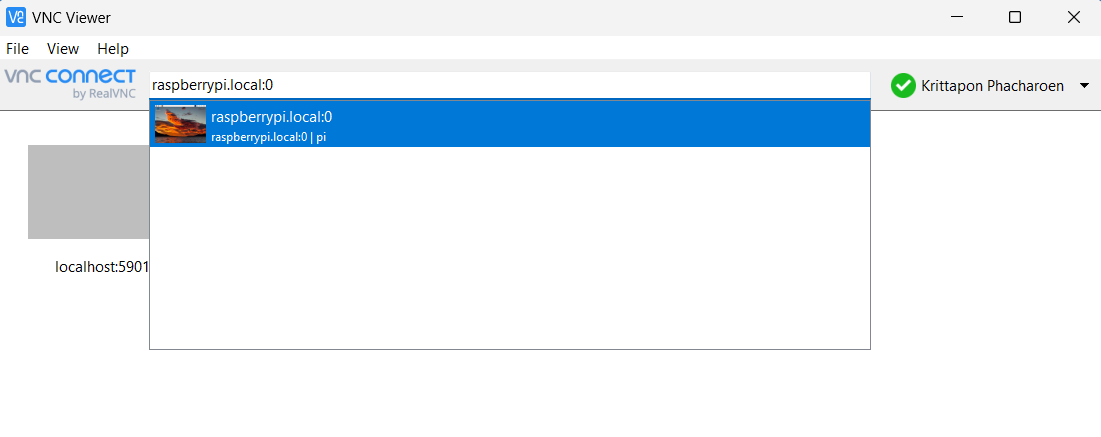 VNC Viewer
File View Help
vnc connect
by RealVNC
raspberrypi.local:0
Krittapon Phacharoen
raspberrypi.local:0
raspberrypi.local:0 | pi
localhost:5901